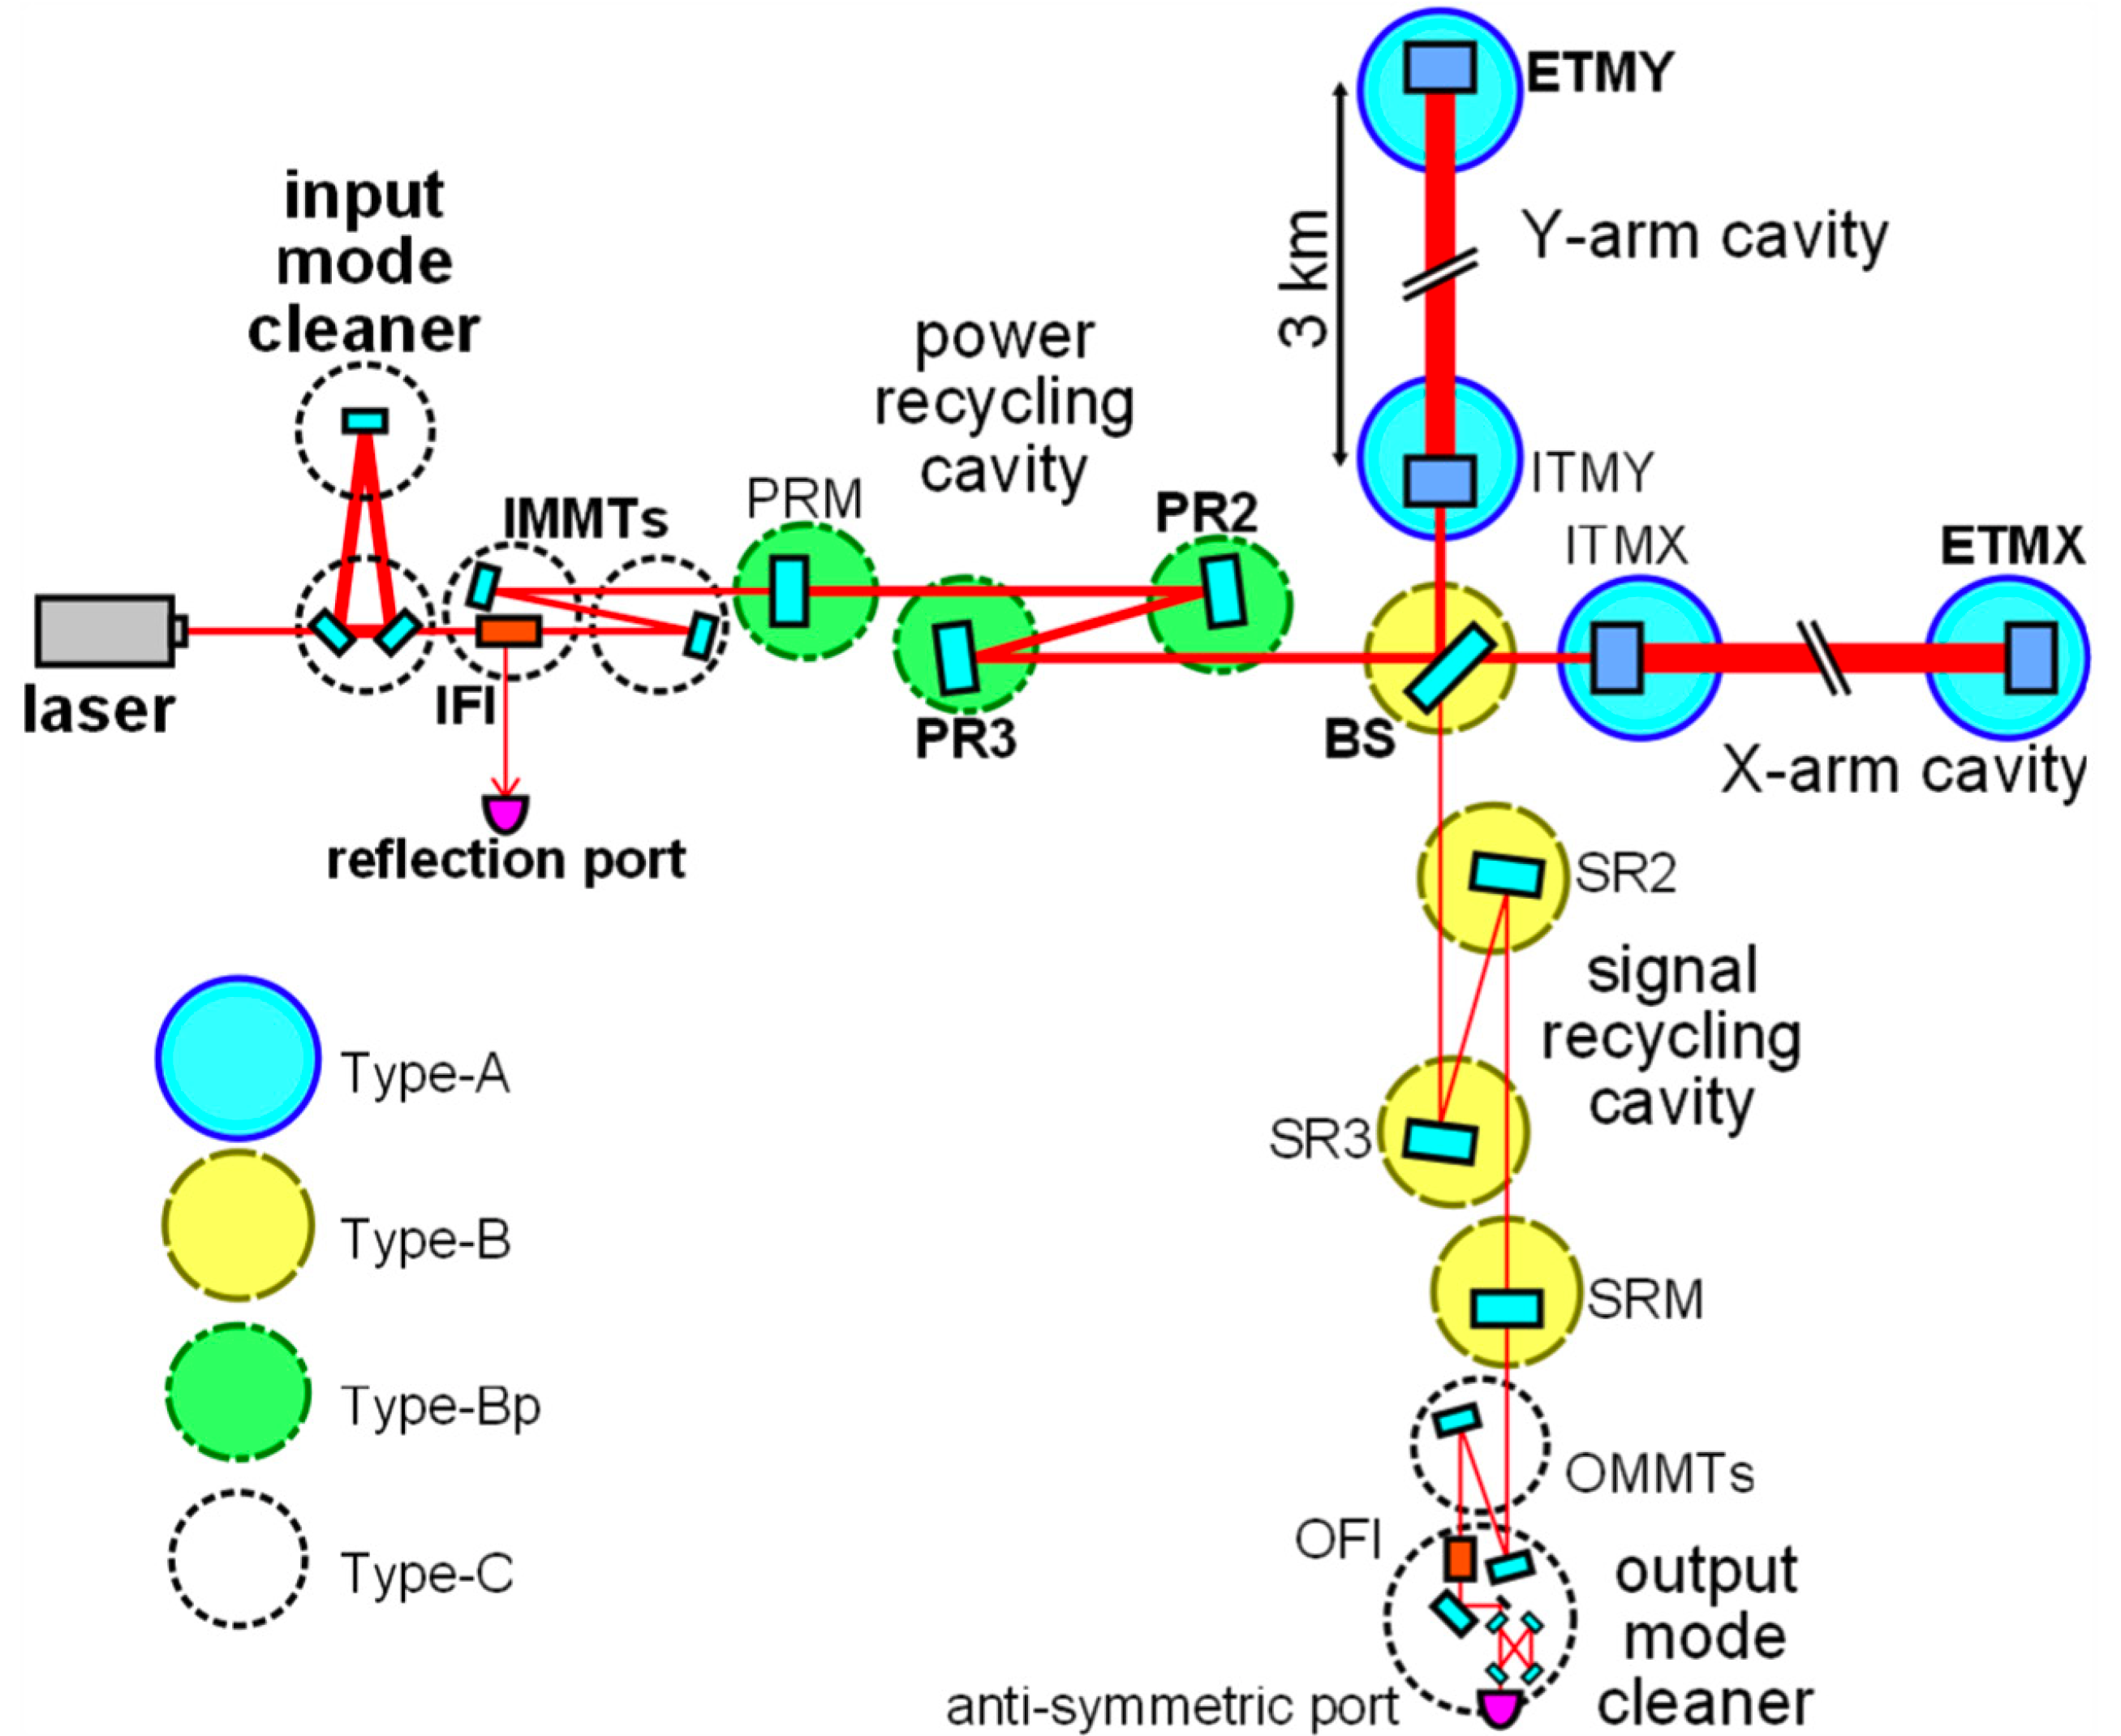 ETMY
input
mode
cleaner
3 km
Y-arm cavity
power
recycling
cavity
IMMTs
PRM
PR2
ITMY
ITMX
ETMX
laser
IFI
PR3
BS
X-arm cavity
reflection port
SR2
signal
recycling
cavity
Type-A
SR3
Type-B
SRM
Type-Bp
OMMTs
Type-C
OFI
output
mode
cleaner
anti-symmetric port